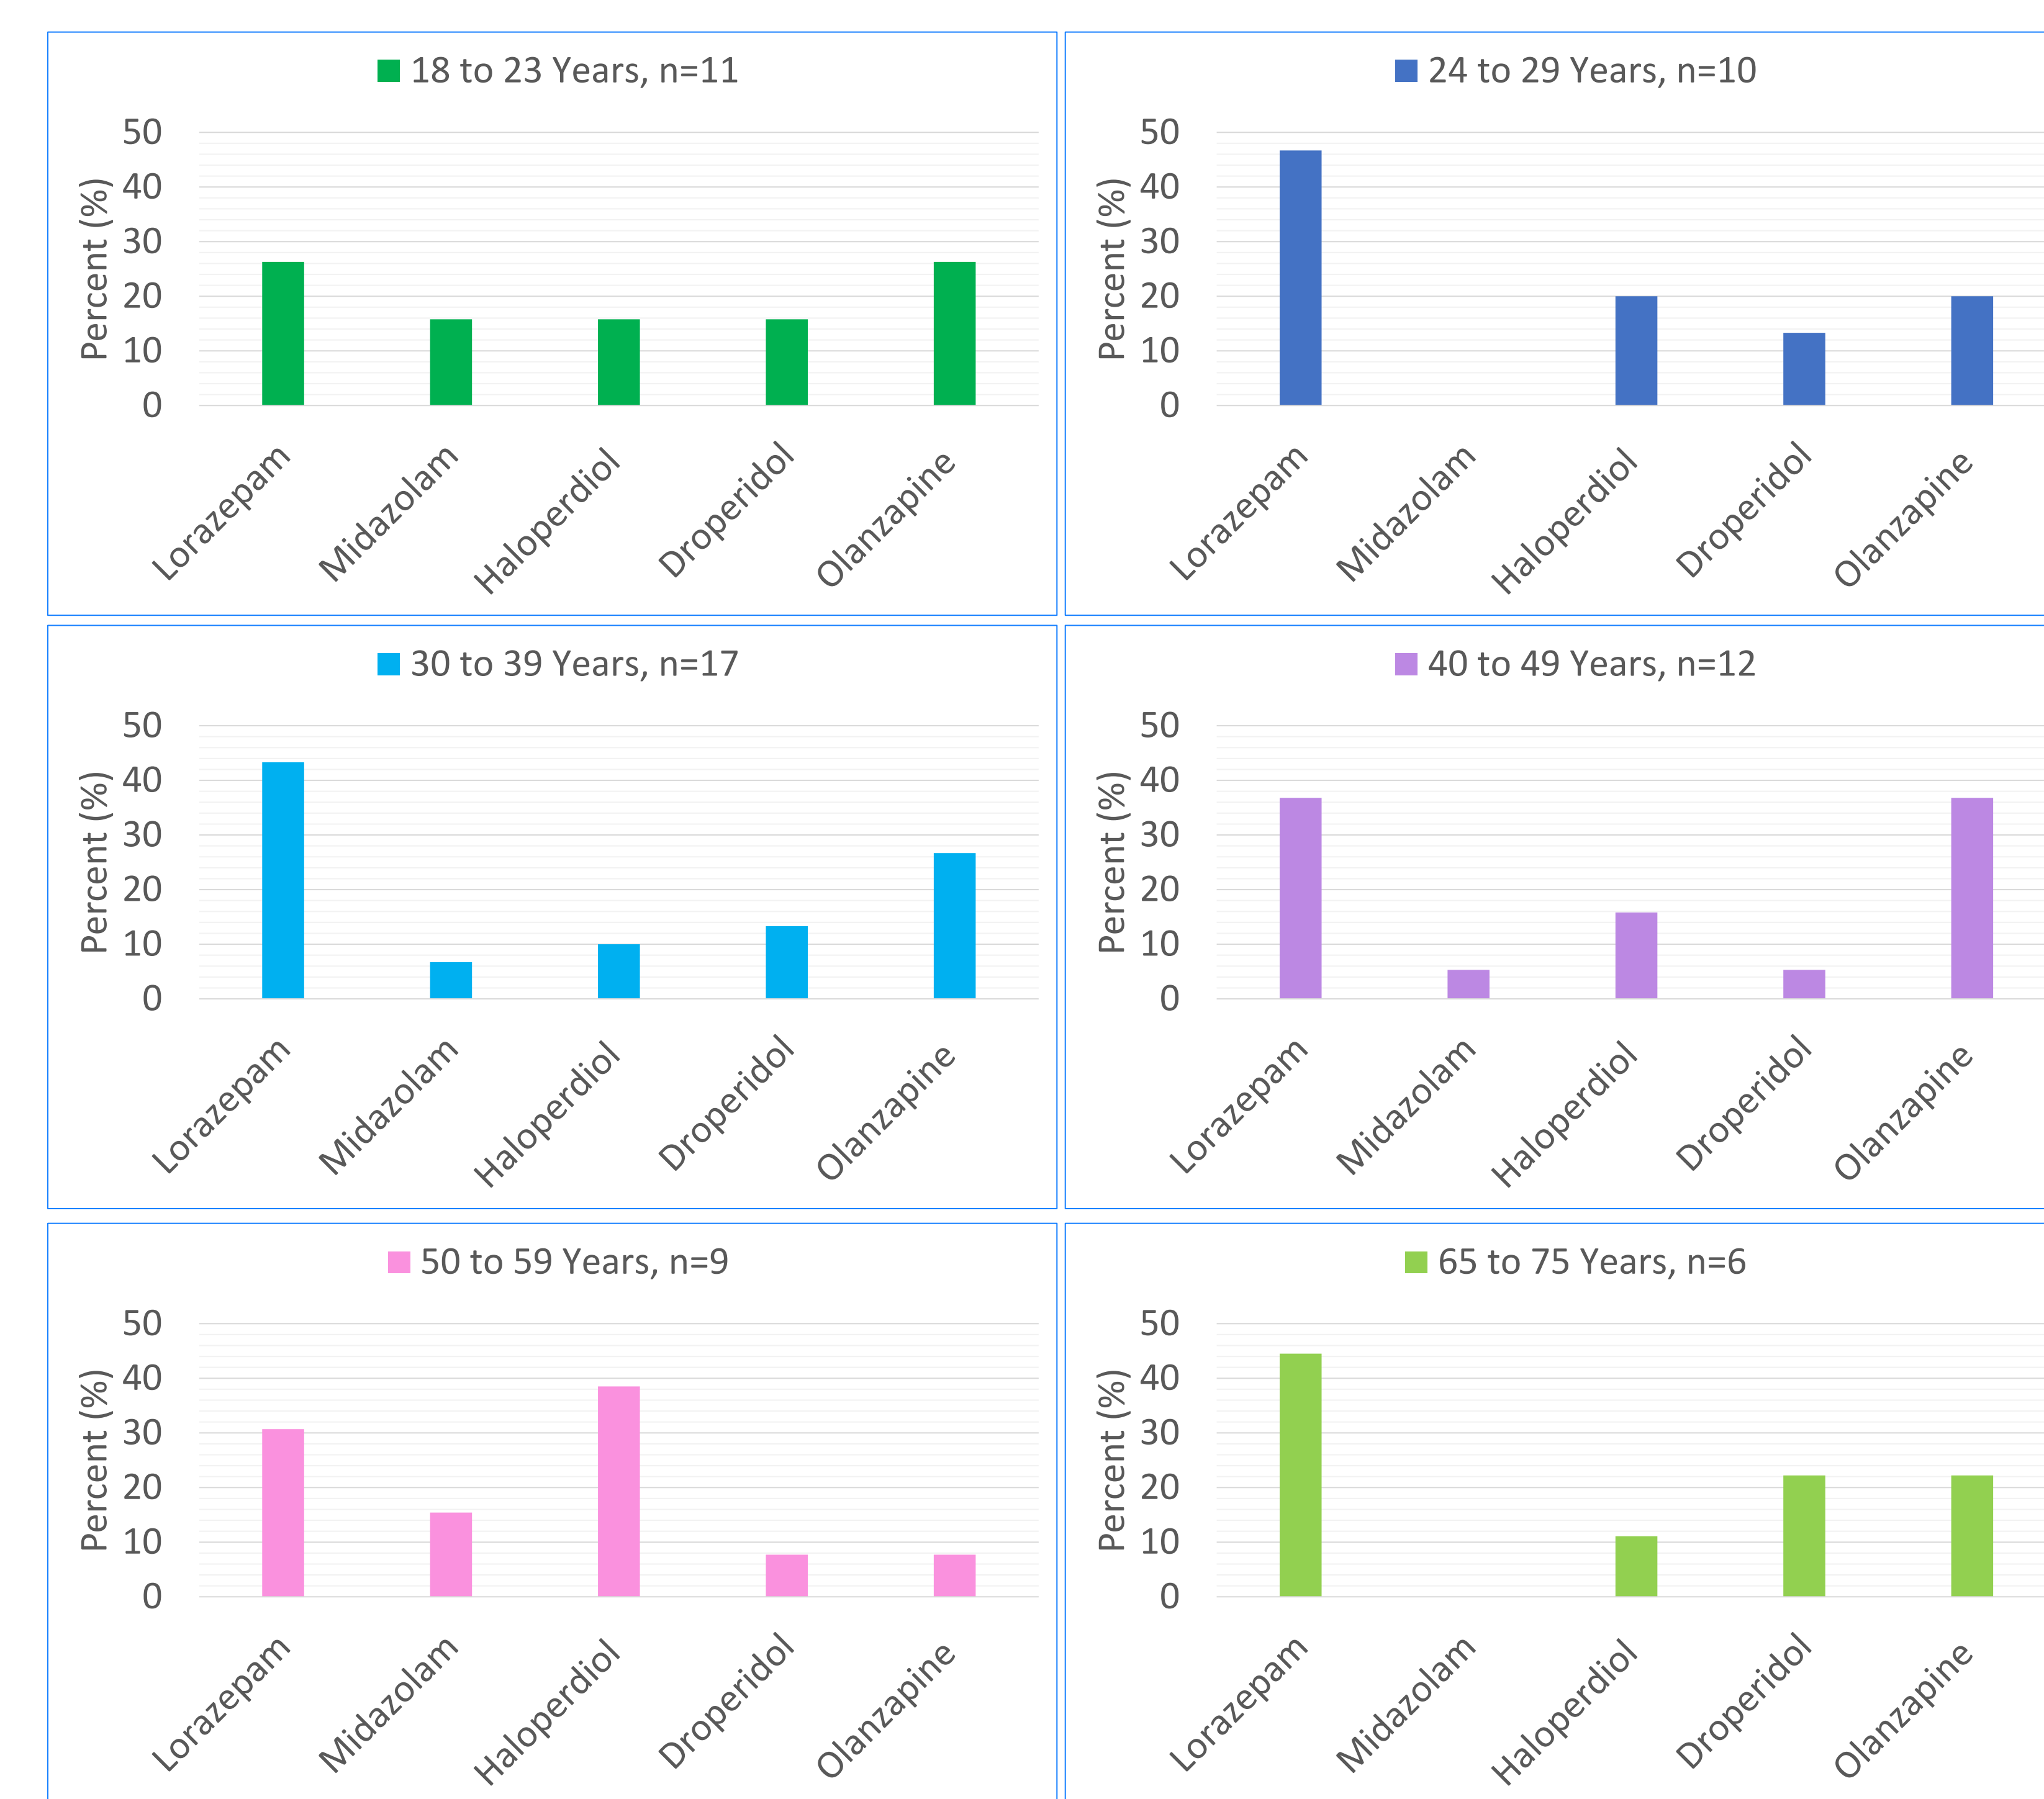 18 to 23 Years, n=11
Percent (%)
50
40
30
20
10
0
Lorazepam
Midazolam
Haloperdiol
Droperidol
Olanzapine
24 to 29 Years, n=10
Percent (%)
50
40
30
20
10
0
Lorazepam
Midazolam
Haloperdiol
Droperidol
Olanzapine
30 to 39 Years, n=17
Percent (%)
50
40
30
20
10
0
Lorazepam
Midazolam
Haloperdiol
Droperidol
Olanzapine
40 to 49 Years, n=12
Percent (%)
50
40
30
20
10
0
Lorazepam
Midazolam
Haloperdiol
Droperidol
Olanzapine
50 to 59 Years, n=9
Percent (%)
50
40
30
20
10
0
Lorazepam
Midazolam
Haloperdiol
Droperidol
Olanzapine
65 to 75 Years, n=6
Percent (%)
50
40
30
20
10
0
Lorazepam
Midazolam
Haloperdiol
Droperidol
Olanzapine